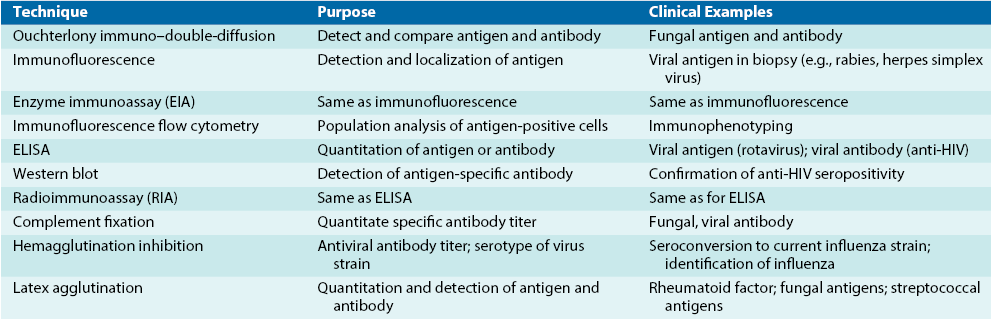 Technique Purpose Clinical Examples
Ouchterlony immuno–double-diffusion Detect and compare antigen and antibody Fungal antigen and antibody
Immunofluorescence Detection and localization of antigen Viral antigen in biopsy (e.g., rabies, herpes simplex
virus)
Enzyme immunoassay (EIA) Same as immunofluorescence Same as immunofluorescence
Immunofluorescence flow cytometry Population analysis of antigen-positive cells Immunophenotyping
ELISA Quantitation of antigen or antibody Viral antigen (rotavirus); viral antibody (anti-HIV)
Western blot Detection of antigen-specific antibody Confirmation of anti-HIV seropositivity
Radioimmunoassay (RIA) Same as ELISA Same as for ELISA
Complement fixation Quantitate specific antibody titer Fungal, viral antibody
Hemagglutination inhibition Antiviral antibody titer; serotype of virus Seroconversion to current influenza strain;
strain identification of influenza
Latex agglutination Quantitation and detection of antigen and Rheumatoid factor; fungal antigens; streptococcal
antibody antigens